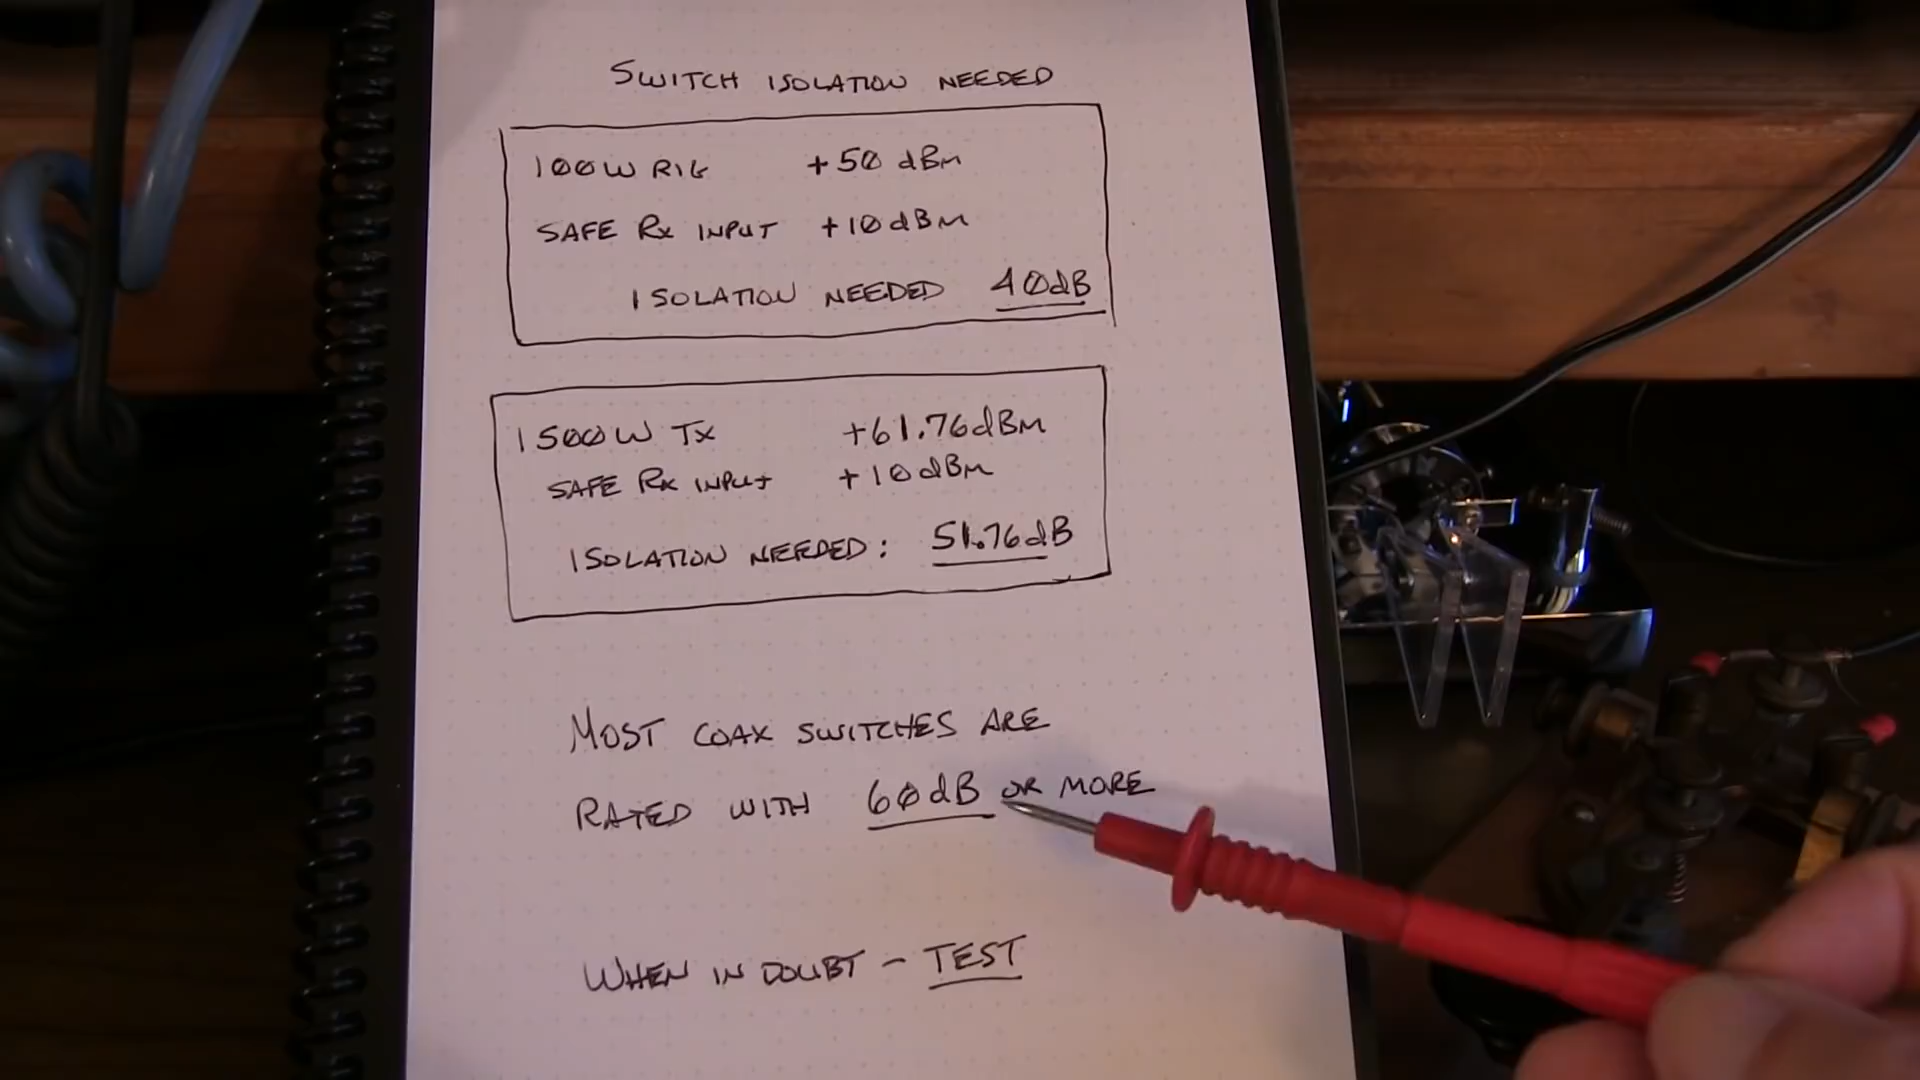 SWITCH ISOLATION NEEDED
100W RIG +50 dBm
SAFE Rx INPUT +10 dBm
ISOLATION NEEDED 40dB
1500W Tx +61.76dBm
SAFE Rx INPUT +10dBm
ISOLATION NEEDED: 51.76dB
MOST COAX SWITCHES ARE
RATED WITH 60dB OR MORE
WHEN IN DOUBT - TEST